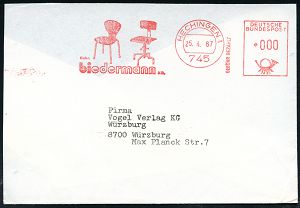 HECHINGEN 1
25. 4. 67
745
DEUTSCHE
BUNDESPOST
*000
biedermann
Firma
Vogel Verlag KG
Würzburg
8700 Würzburg
Max Planck Str.7